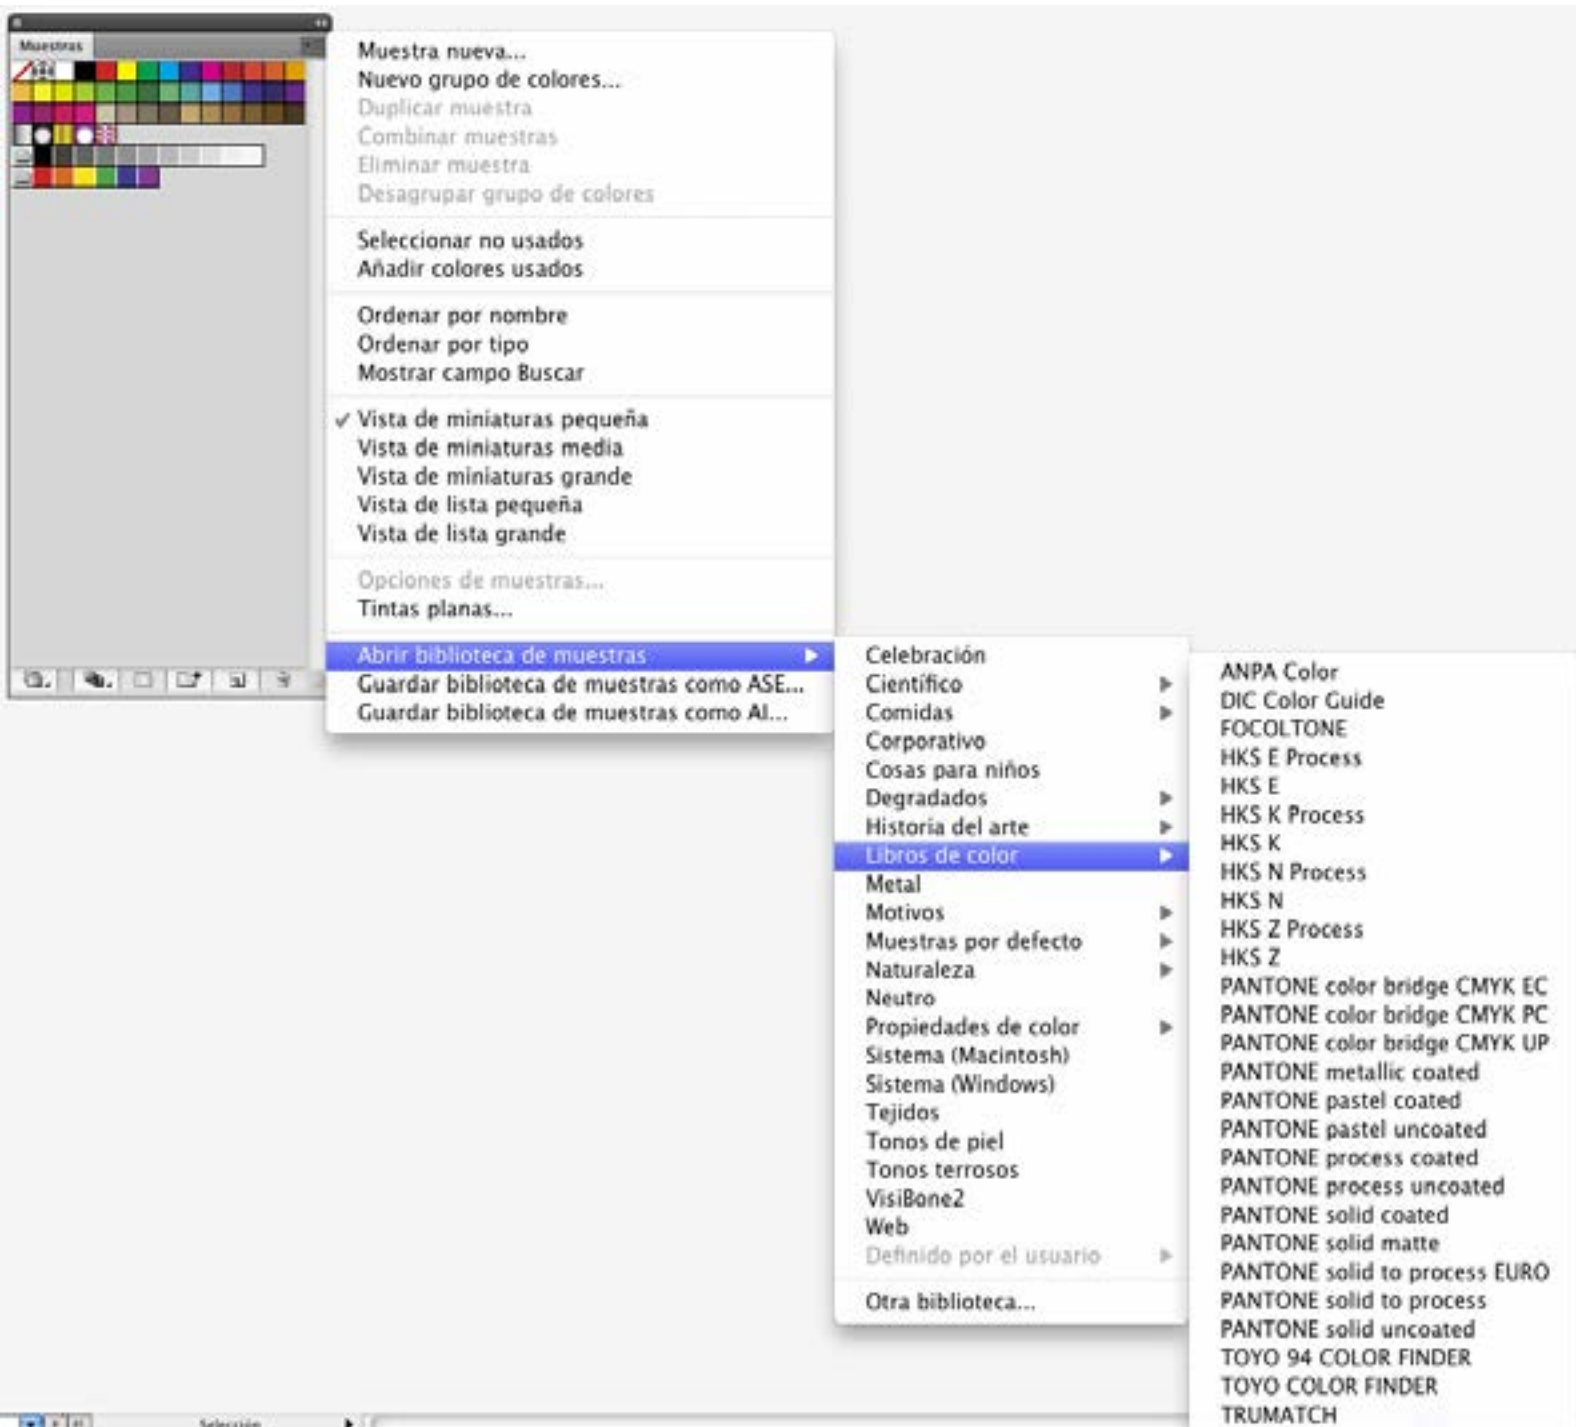 Muestras
Muestra nueva...
Nuevo grupo de colores...
Duplicar muestra
Combinar muestras
Eliminar muestra
Desagrupar grupo de colores
Seleccionar no usados
Añadir colores usados
Ordenar por nombre
Ordenar por tipo
Mostrar campo Buscar
Vista de miniaturas pequeña
Vista de miniaturas media
Vista de miniaturas grande
Vista de lista pequeña
Vista de lista grande
Opciones de muestras...
Tintas planas...
Abrir biblioteca de muestras
Guardar biblioteca de muestras como ASE...
Guardar biblioteca de muestras como AI...
Celebración
Científico
Comidas
Corporativo
Cosas para niños
Degradados
Historia del arte
Libros de color
Metal
Motivos
Muestras por defecto
Naturaleza
Neutro
Propiedades de color
Sistema (Macintosh)
Sistema (Windows)
Tejidos
Tonos de piel
Tonos terrosos
VisiBone2
Web
Definido por el usuario
Otra biblioteca...
ANPA Color
DIC Color Guide
FOCOLTONE
HKS E Process
HKS E
HKS K Process
HKS K
HKS N Process
HKS N
HKS Z Process
HKS Z
PANTONE color bridge CMYK EC
PANTONE color bridge CMYK PC
PANTONE color bridge CMYK UP
PANTONE metallic coated
PANTONE pastel coated
PANTONE pastel uncoated
PANTONE process coated
PANTONE process uncoated
PANTONE solid coated
PANTONE solid matte
PANTONE solid to process EURO
PANTONE solid to process
PANTONE solid uncoated
TOYO 94 COLOR FINDER
TOYO COLOR FINDER
TRUMATCH
Selección